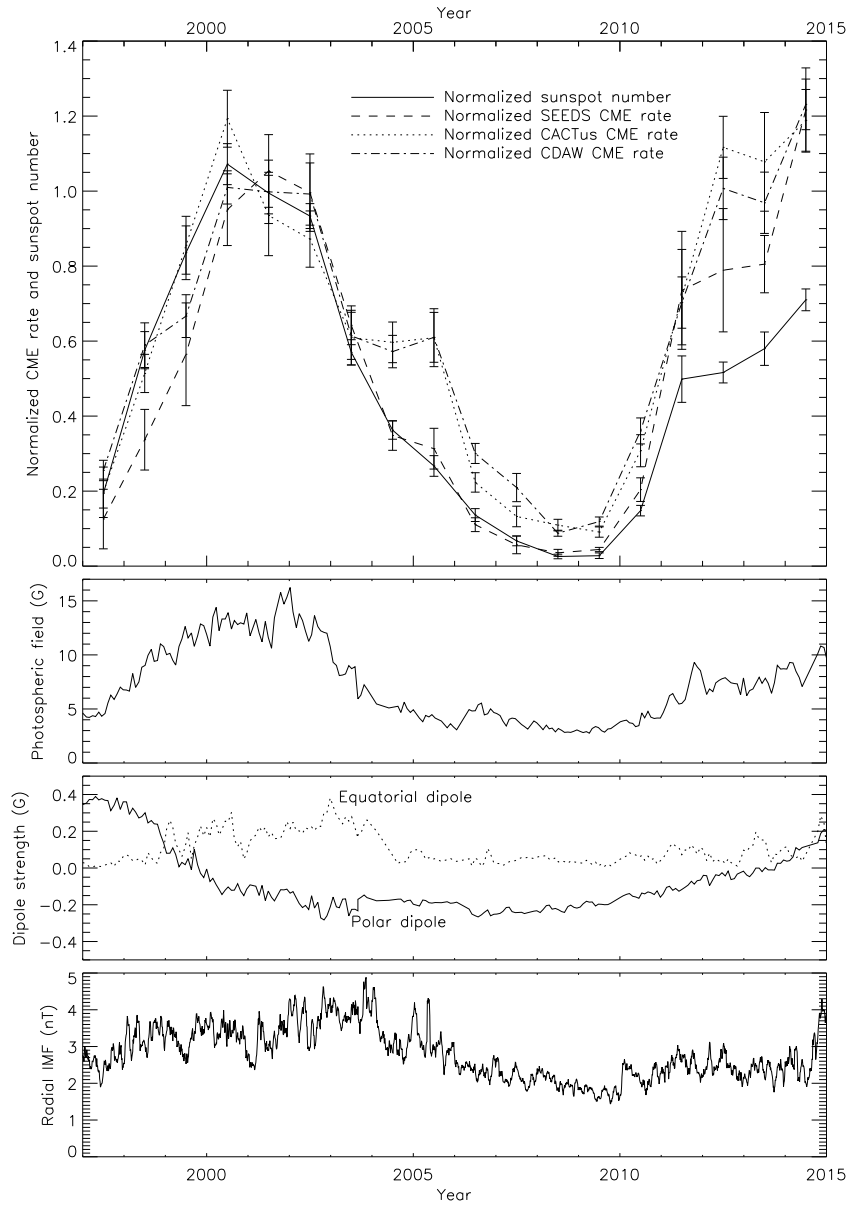 Year
2000 2005 2010 2015
1.4
1.2
1.0
0.8
0.6
0.4
0.2
0.0
Normalized CME rate and sunspot number
Normalized sunspot number
Normalized SEEDS CME rate
Normalized CACTus CME rate
Normalized CDAW CME rate
15
10
5
0
Photospheric field (G)
0.4
0.2
0.0
−0.2
−0.4
Dipole strength (G)
Equatorial dipole
Polar dipole
5
4
3
2
1
0
Radial IMF (nT)
2000 2005 2010 2015
Year